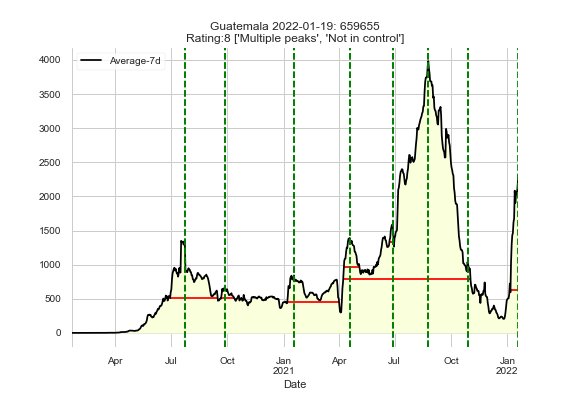 Guatemala 2022-01-19: 659655
Rating:8 ['Multiple peaks', 'Not in control']
Average-7d
4000
3500
3000
2500
2000
1500
1000
500
0
Apr
Jul
Oct
Jan
2021
Apr
Jul
Oct
Jan
2022
Date